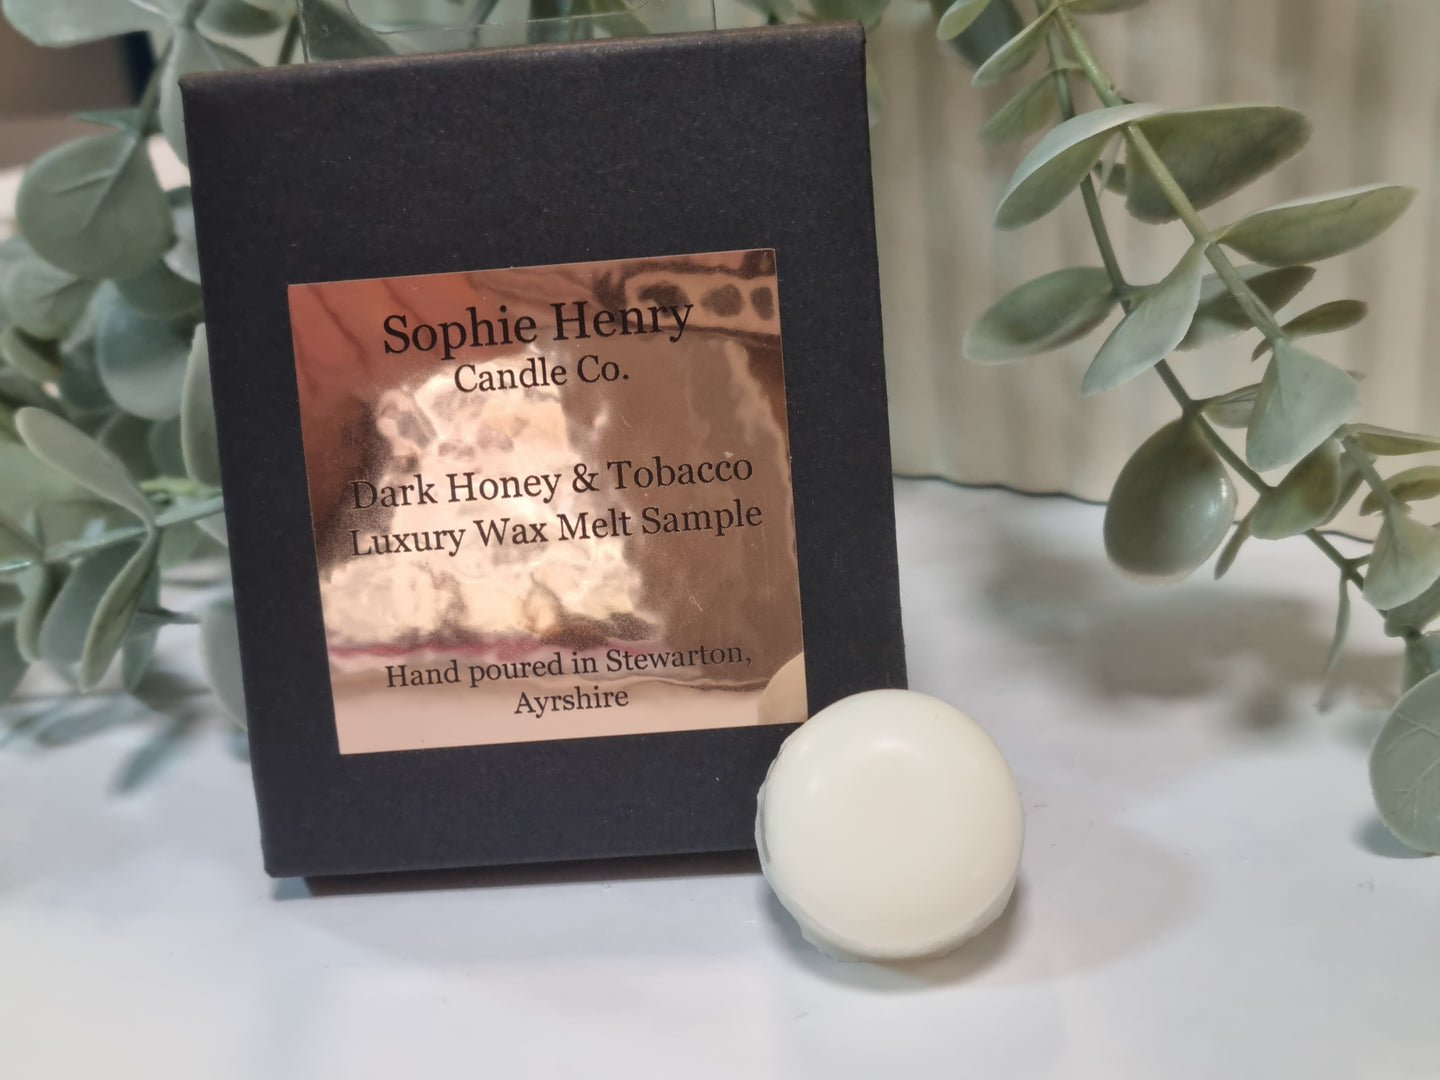 Sophie Henry
Candle Co.
Dark Honey & Tobacco
Luxury Wax Melt Sample
Hand poured in Stewarton,
Ayrshire